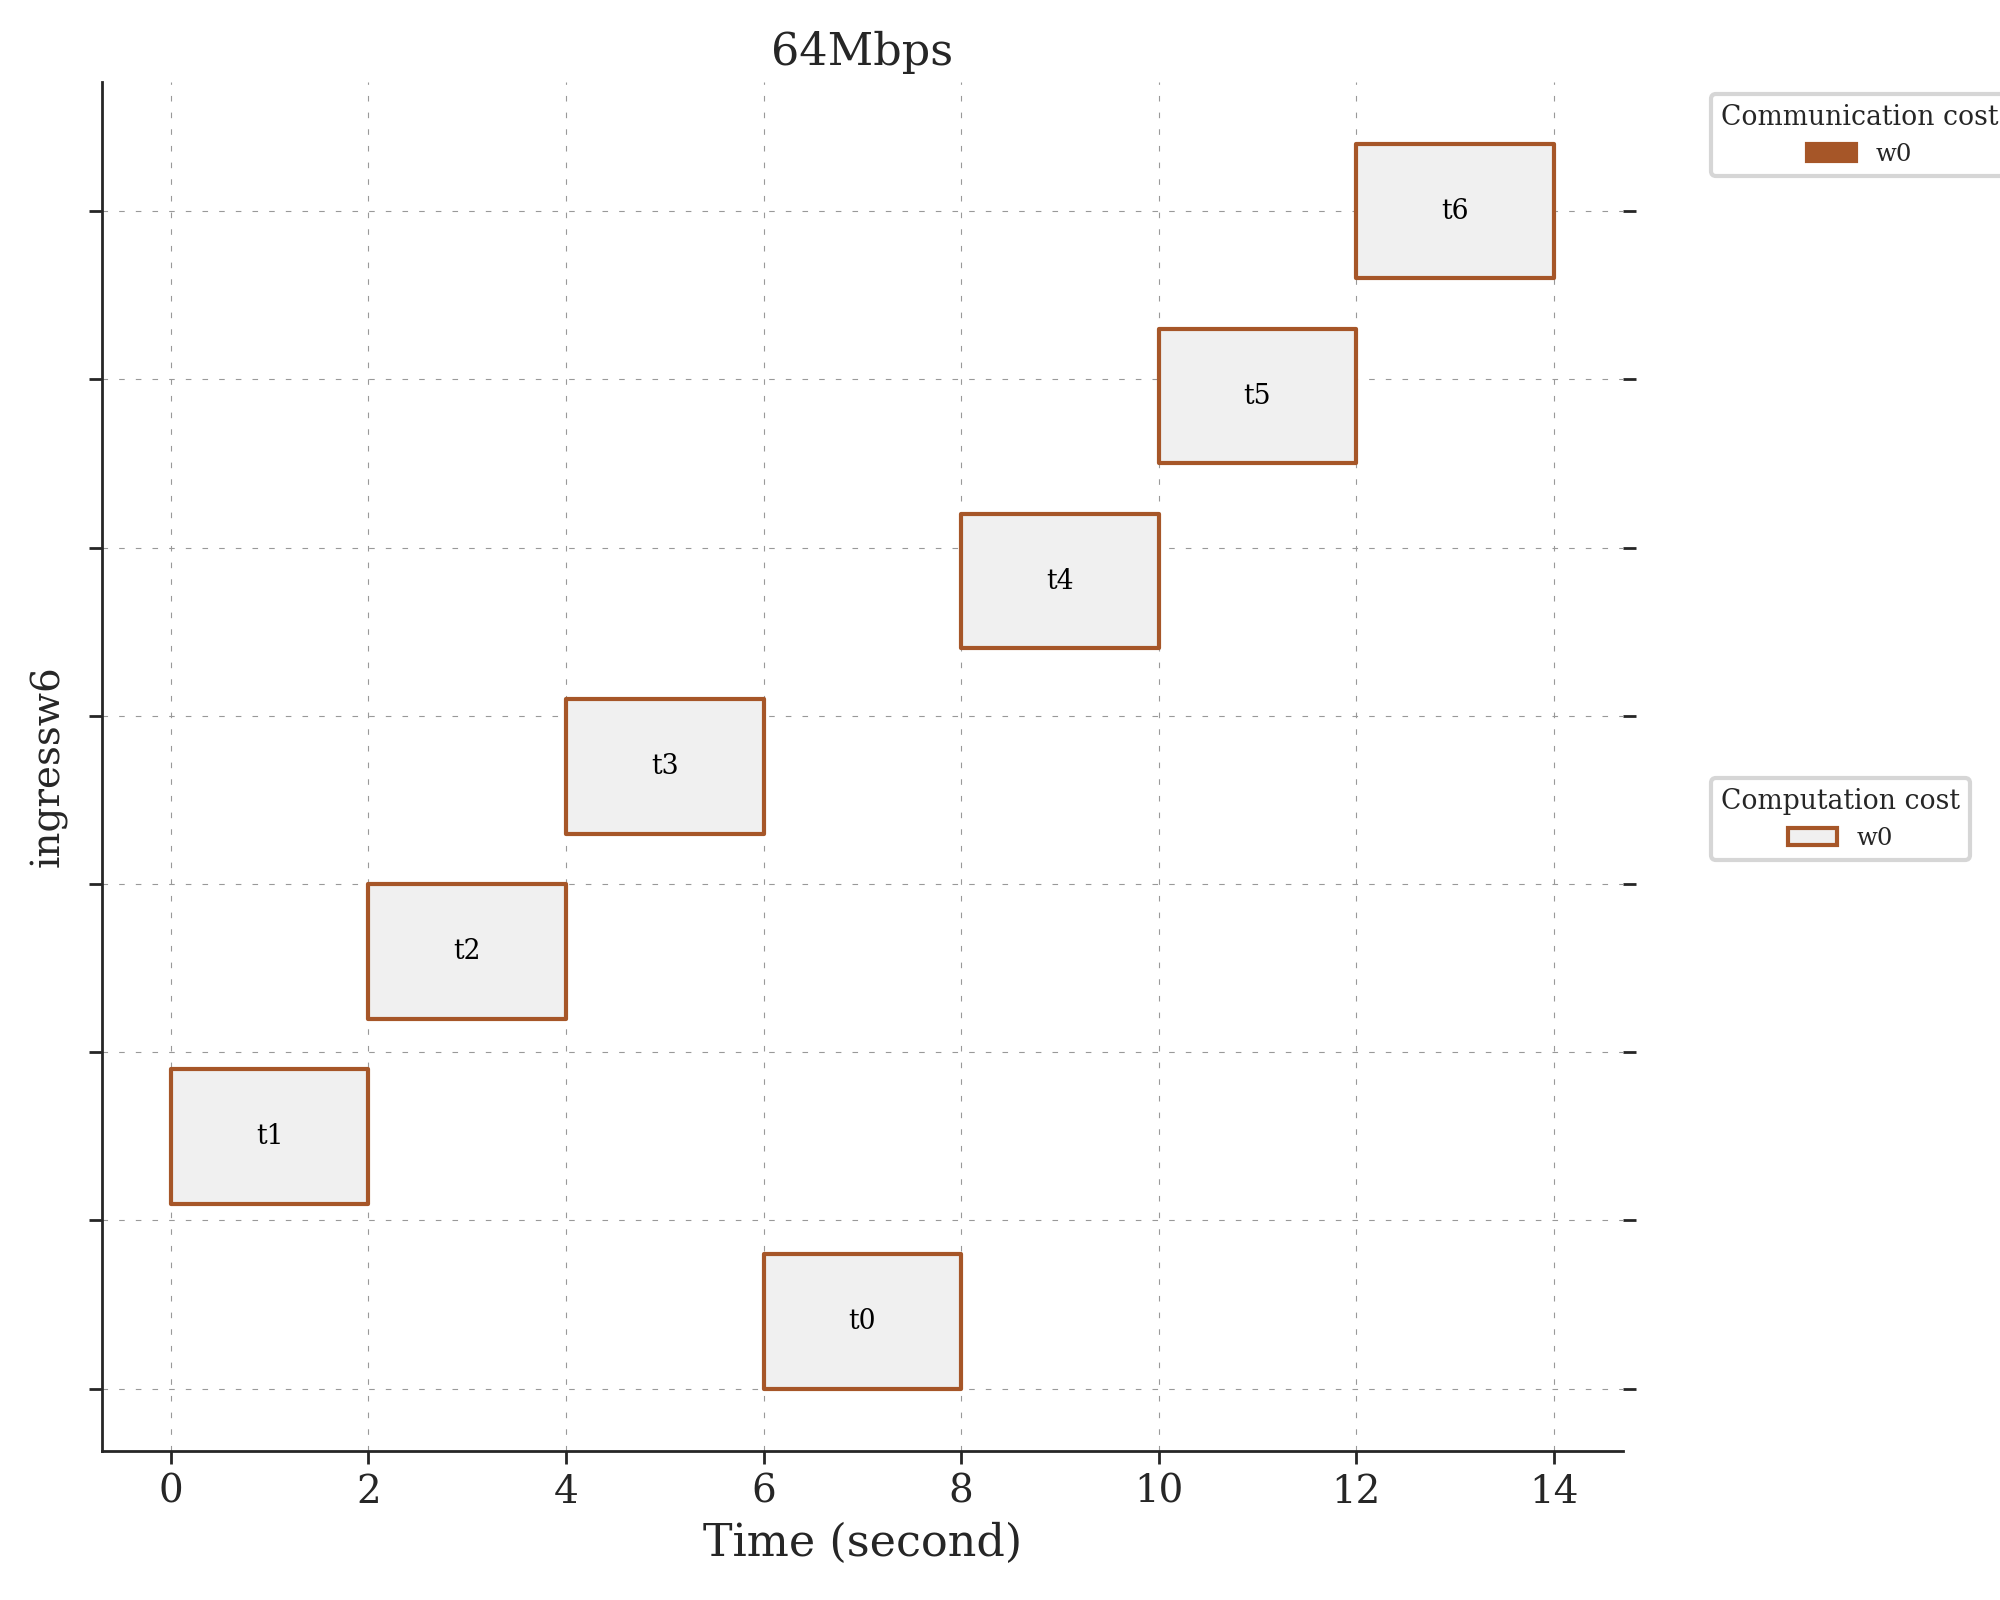 64Mbps
Communication cost
w0
t6
t5
t4
t3
t2
t1
t0
ingressw6
Computation cost
w0
0 2 4 6 8 10 12 14
Time (second)